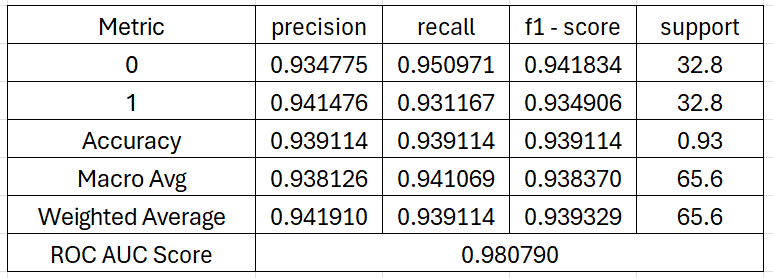 Metric precision recall f1 - score support
0 0.934775 0.950971 0.941834 32.8
1 0.941476 0.931167 0.934906 32.8
Accuracy 0.939114 0.939114 0.939114 0.93
Macro Avg 0.938126 0.941069 0.938370 65.6
Weighted Average 0.941910 0.939114 0.939329 65.6
ROC AUC Score 0.980790